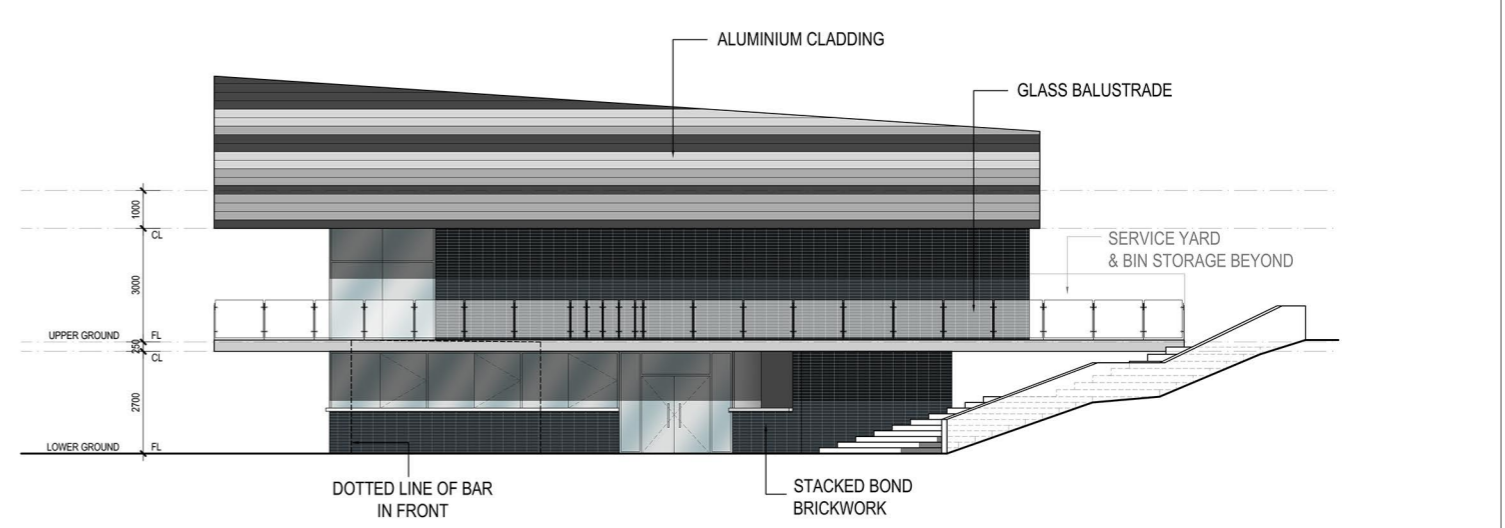 ALUMINIUM CLADDING
GLASS BALUSTRADE
1000
CL
SERVICE YARD
& BIN STORAGE BEYOND
3000
UPPER GROUND FL
250
CL
2700
LOWER GROUND FL
DOTTED LINE OF BAR
IN FRONT
STACKED BOND
BRICKWORK